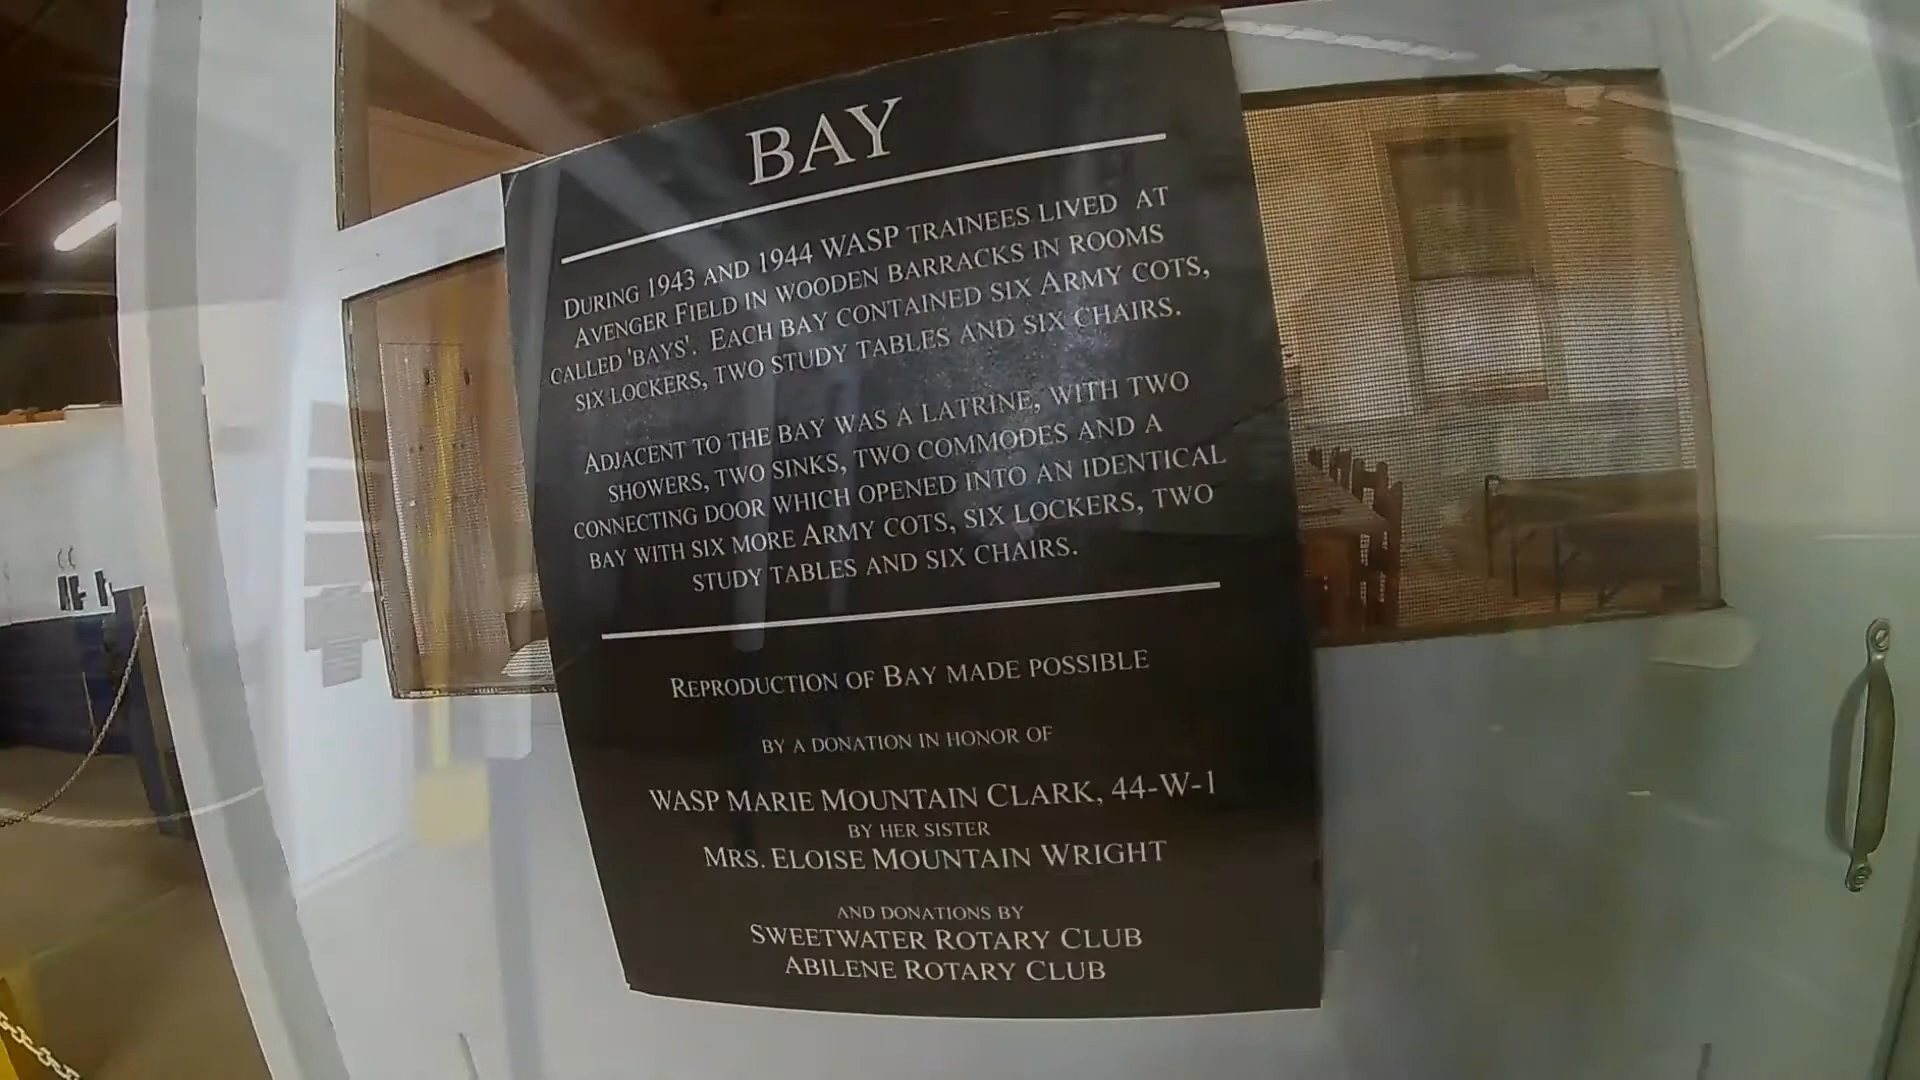 BAY
DURING 1943 AND 1944 WASP TRAINEES LIVED AT
AVENGER FIELD IN WOODEN BARRACKS IN ROOMS
CALLED 'BAYS'. EACH BAY CONTAINED SIX ARMY COTS,
SIX LOCKERS, TWO STUDY TABLES AND SIX CHAIRS.
ADJACENT TO THE BAY WAS A LATRINE, WITH TWO
SHOWERS, TWO SINKS, TWO COMMODES AND A
CONNECTING DOOR WHICH OPENED INTO AN IDENTICAL
BAY WITH SIX MORE ARMY COTS, SIX LOCKERS, TWO
STUDY TABLES AND SIX CHAIRS.
REPRODUCTION OF BAY MADE POSSIBLE
BY A DONATION IN HONOR OF
WASP MARIE MOUNTAIN CLARK, 44-W-1
BY HER SISTER
MRS. ELOISE MOUNTAIN WRIGHT
AND DONATIONS BY
SWEETWATER ROTARY CLUB
ABILENE ROTARY CLUB